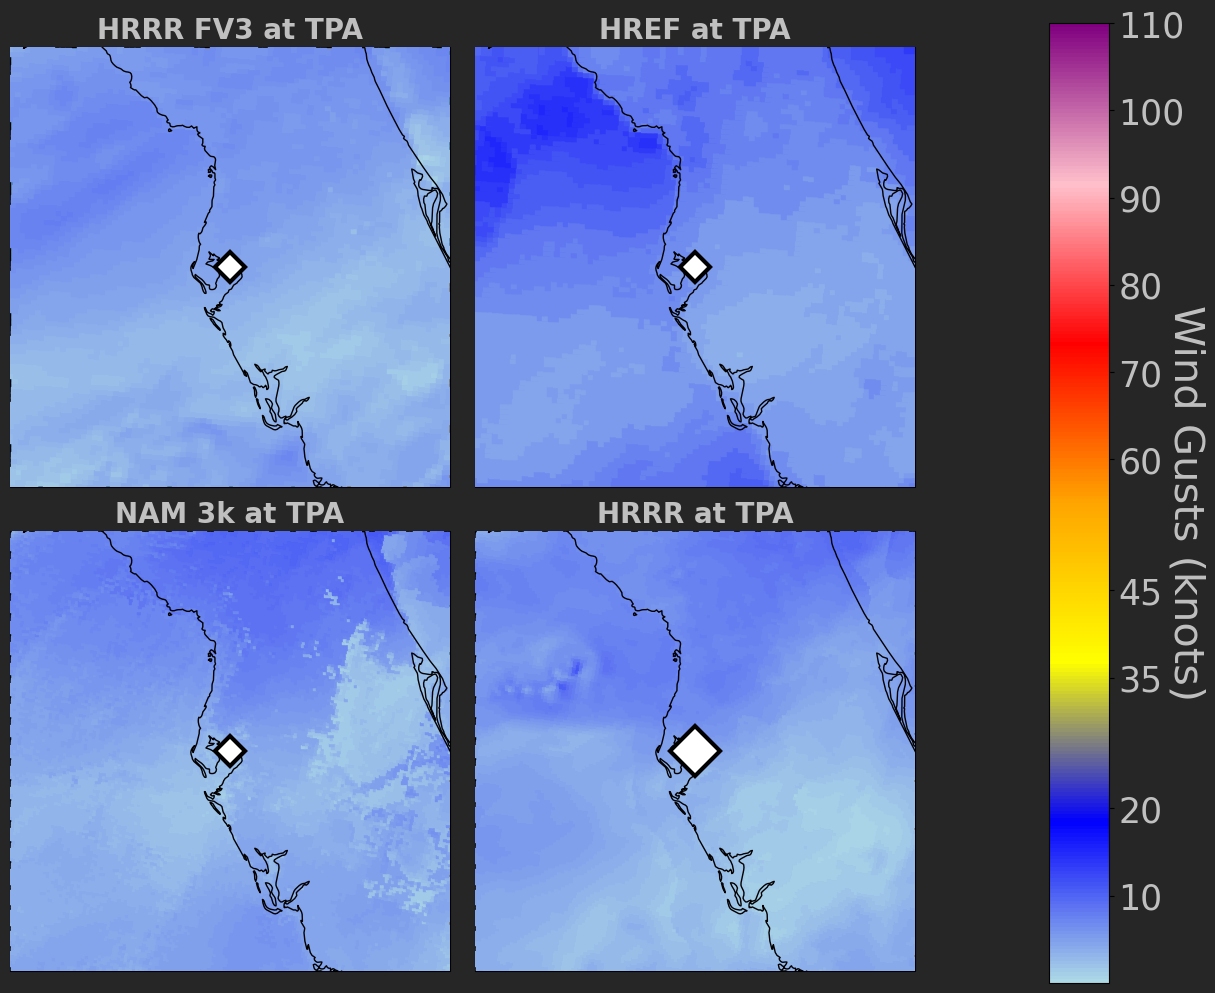 HRRR FV3 at TPA
HREF at TPA
NAM 3k at TPA
HRRR at TPA
110
100
90
80
70
60
45
35
20
10
Wind Gusts (knots)